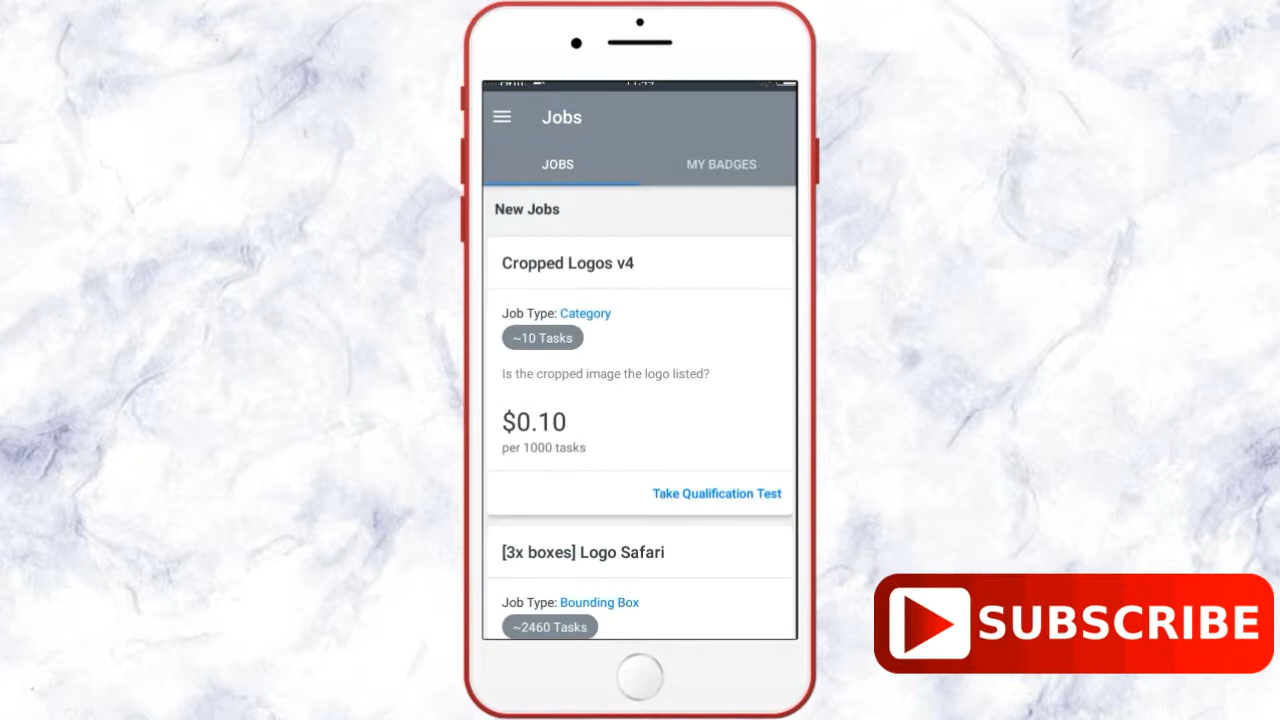 Jobs
JOBS
MY BADGES
New Jobs
Cropped Logos v4
Job Type: Category
~10 Tasks
Is the cropped image the logo listed?
$0.10
per 1000 tasks
Take Qualification Test
[3x boxes] Logo Safari
Job Type: Bounding Box
~2460 Tasks
SUBSCRIBE